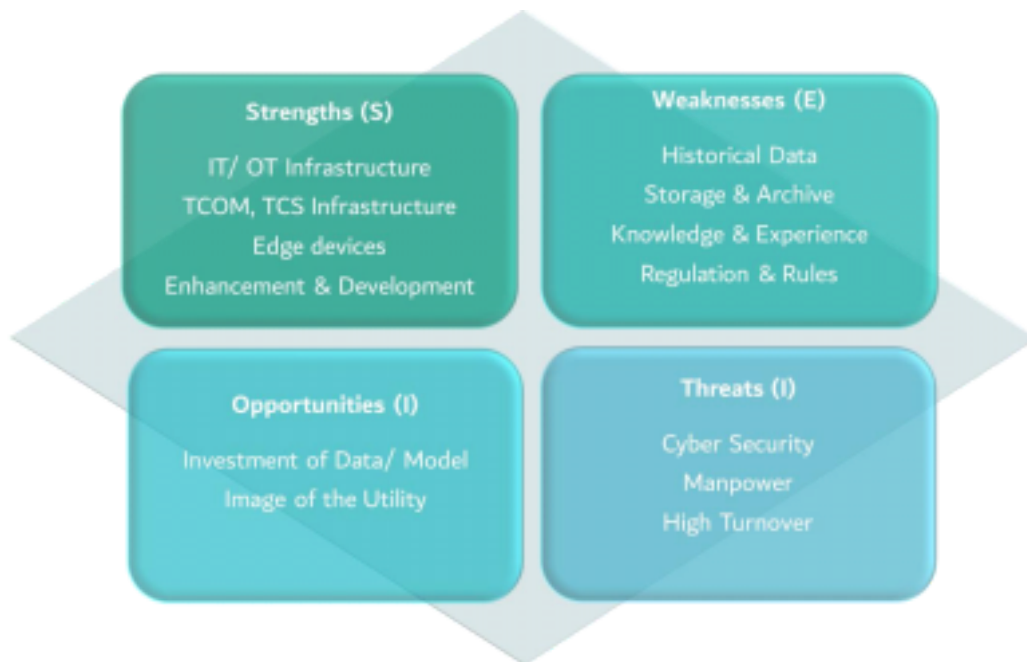 Strengths (S)
IT/ OT Infrastructure
TCOM, TCS Infrastructure
Edge devices
Enhancement & Development
Weaknesses (E)
Historical Data
Storage & Archive
Knowledge & Experience
Regulation & Rules
Opportunities (I)
Investment of Data/ Model
Image of the Utility
Threats (I)
Cyber Security
Manpower
High Turnover